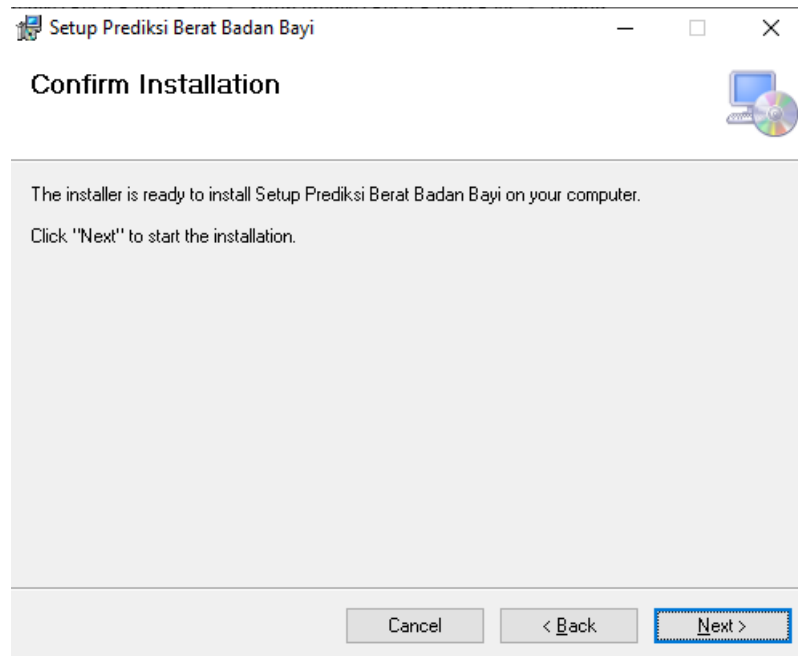 Setup Prediksi Berat Badan Bayi
Confirm Installation
The installer is ready to install Setup Prediksi Berat Badan Bayi on your computer.
Click "Next" to start the installation.
Cancel
< Back
Next >